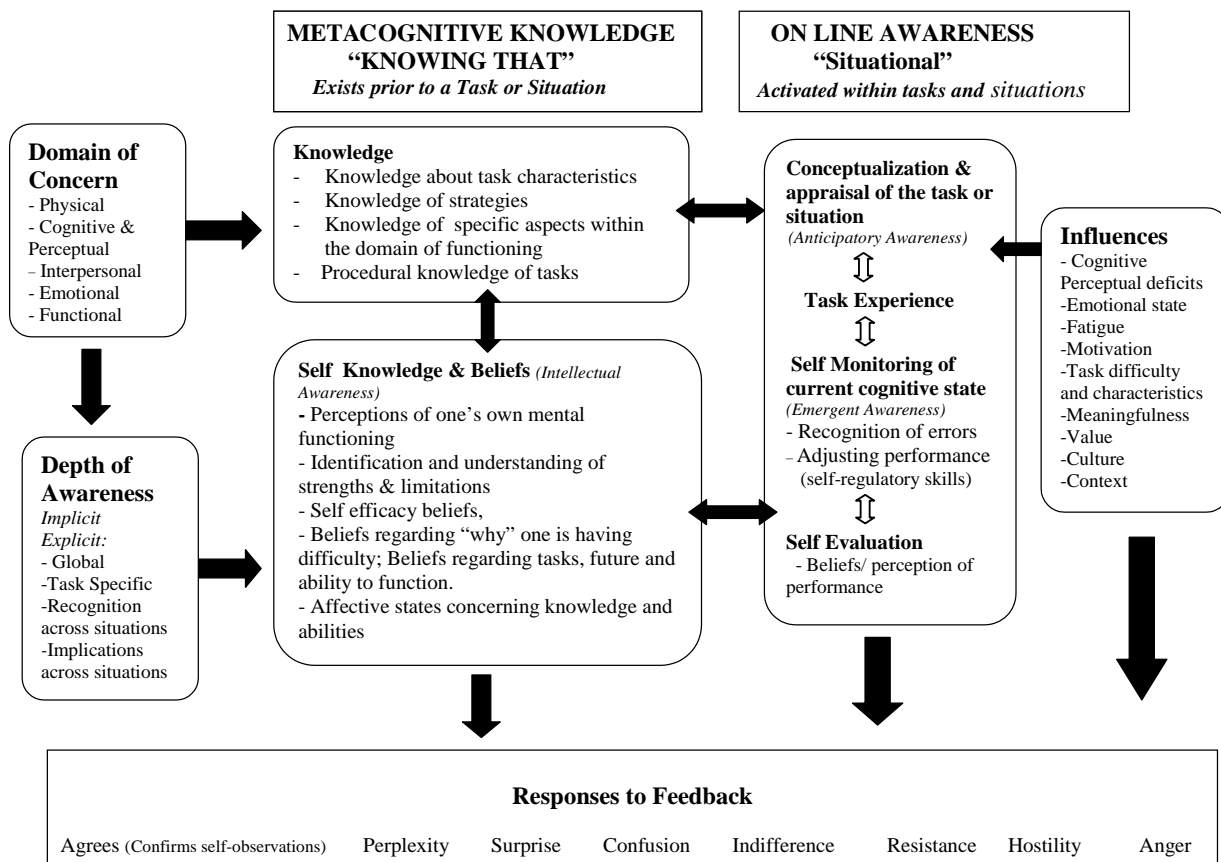 METACOGNITIVE KNOWLEDGE
“KNOWING THAT”
Exists prior to a Task or Situation
ON LINE AWARENESS
“Situational”
Activated within tasks and situations
Domain of
Concern
- Physical
- Cognitive &
Perceptual
- Interpersonal
- Emotional
- Functional
Knowledge
- Knowledge about task characteristics
- Knowledge of strategies
- Knowledge of specific aspects within
the domain of functioning
- Procedural knowledge of tasks
Conceptualization &
appraisal of the task or
situation
(Anticipatory Awareness)
Task Experience
Self Monitoring of
current cognitive state
(Emergent Awareness)
- Recognition of errors
- Adjusting performance
(self-regulatory skills)
Self Evaluation
- Beliefs/ perception of
performance
Influences
- Cognitive
Perceptual deficits
-Emotional state
-Fatigue
-Motivation
-Task difficulty
and characteristics
-Meaningfulness
-Value
-Culture
-Context
Depth of
Awareness
Implicit
Explicit:
- Global
-Task Specific
-Recognition
across situations
-Implications
across situations
Self Knowledge & Beliefs (Intellectual
Awareness)
- Perceptions of one’s own mental
functioning
- Identification and understanding of
strengths & limitations
- Self efficacy beliefs,
- Beliefs regarding “why” one is having
difficulty; Beliefs regarding tasks, future and
ability to function.
- Affective states concerning knowledge and
abilities
Responses to Feedback
Agrees (Confirms self-observations) Perplexity Surprise Confusion Indifference Resistance Hostility Anger